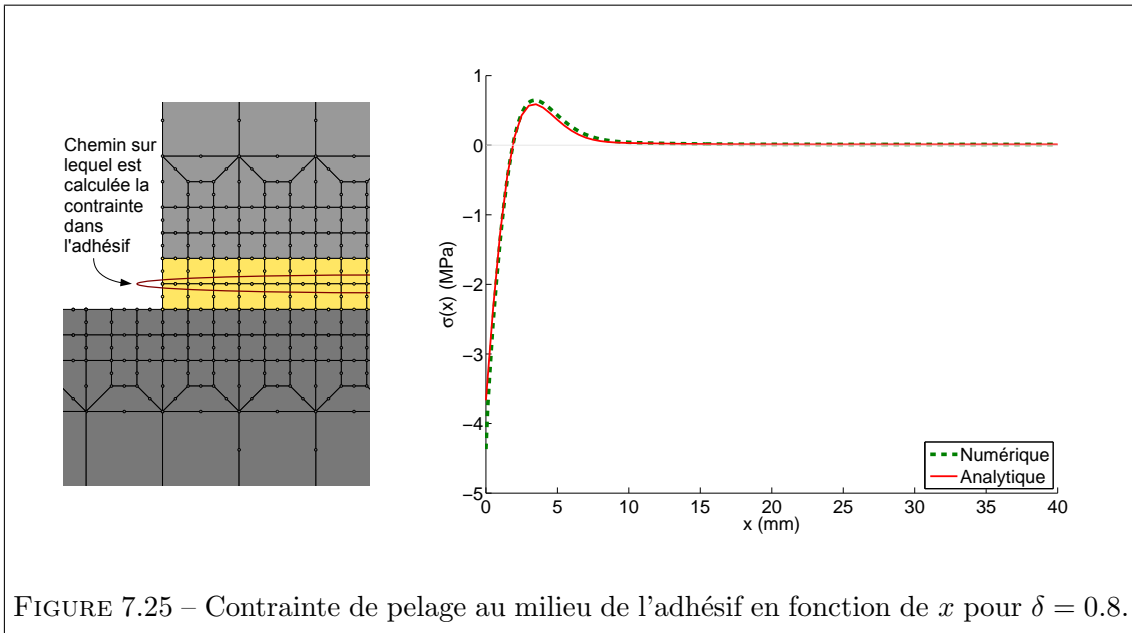 Chemin sur
lequel est
calculée la
contrainte
dans
l'adhésif
1
0
−1
−2
−3
−4
−5
σ(x) (MPa)
0
5
10
15
20
25
30
35
40
x (mm)
Numérique
Analytique
FIGURE 7.25 – Contrainte de pelage au milieu de l'adhésif en fonction de x pour δ = 0.8.